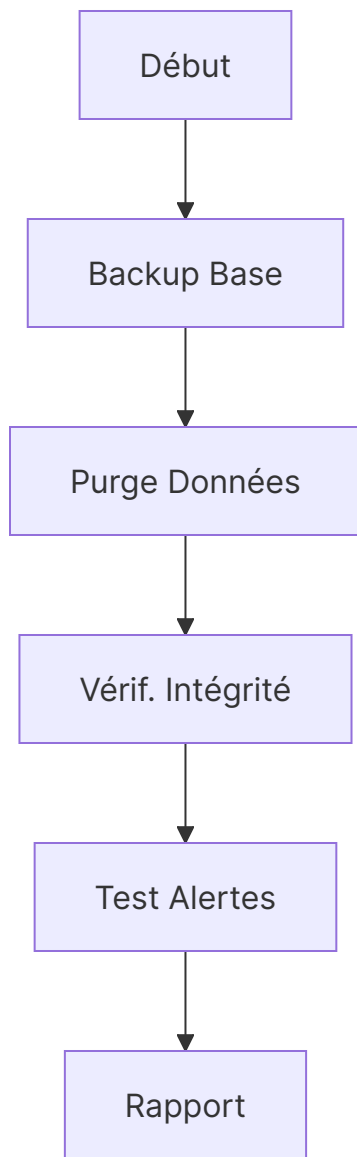 Début
Backup Base
Purge Données
Vérif. Intégrité
Test Alertes
Rapport